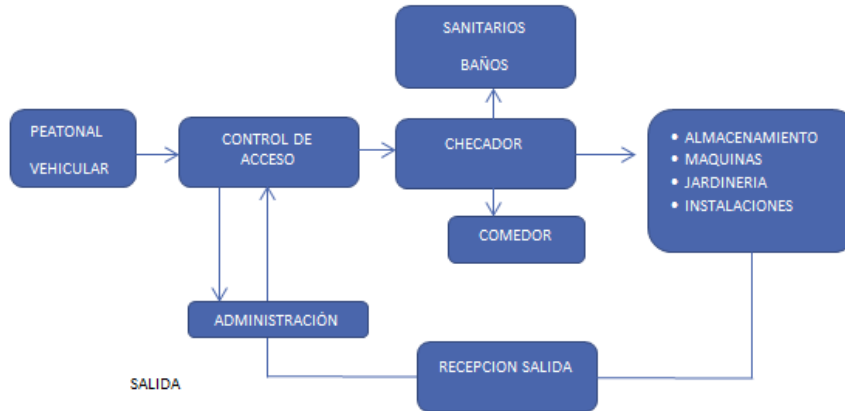 SANITARIOS
BAÑOS
PEATONAL
VEHICULAR
CONTROL DE
ACCESO
CHECADOR
• ALMACENAMIENTO
• MAQUINAS
• JARDINERIA
• INSTALACIONES
COMEDOR
ADMINISTRACIÓN
RECEPCION SALIDA
SALIDA